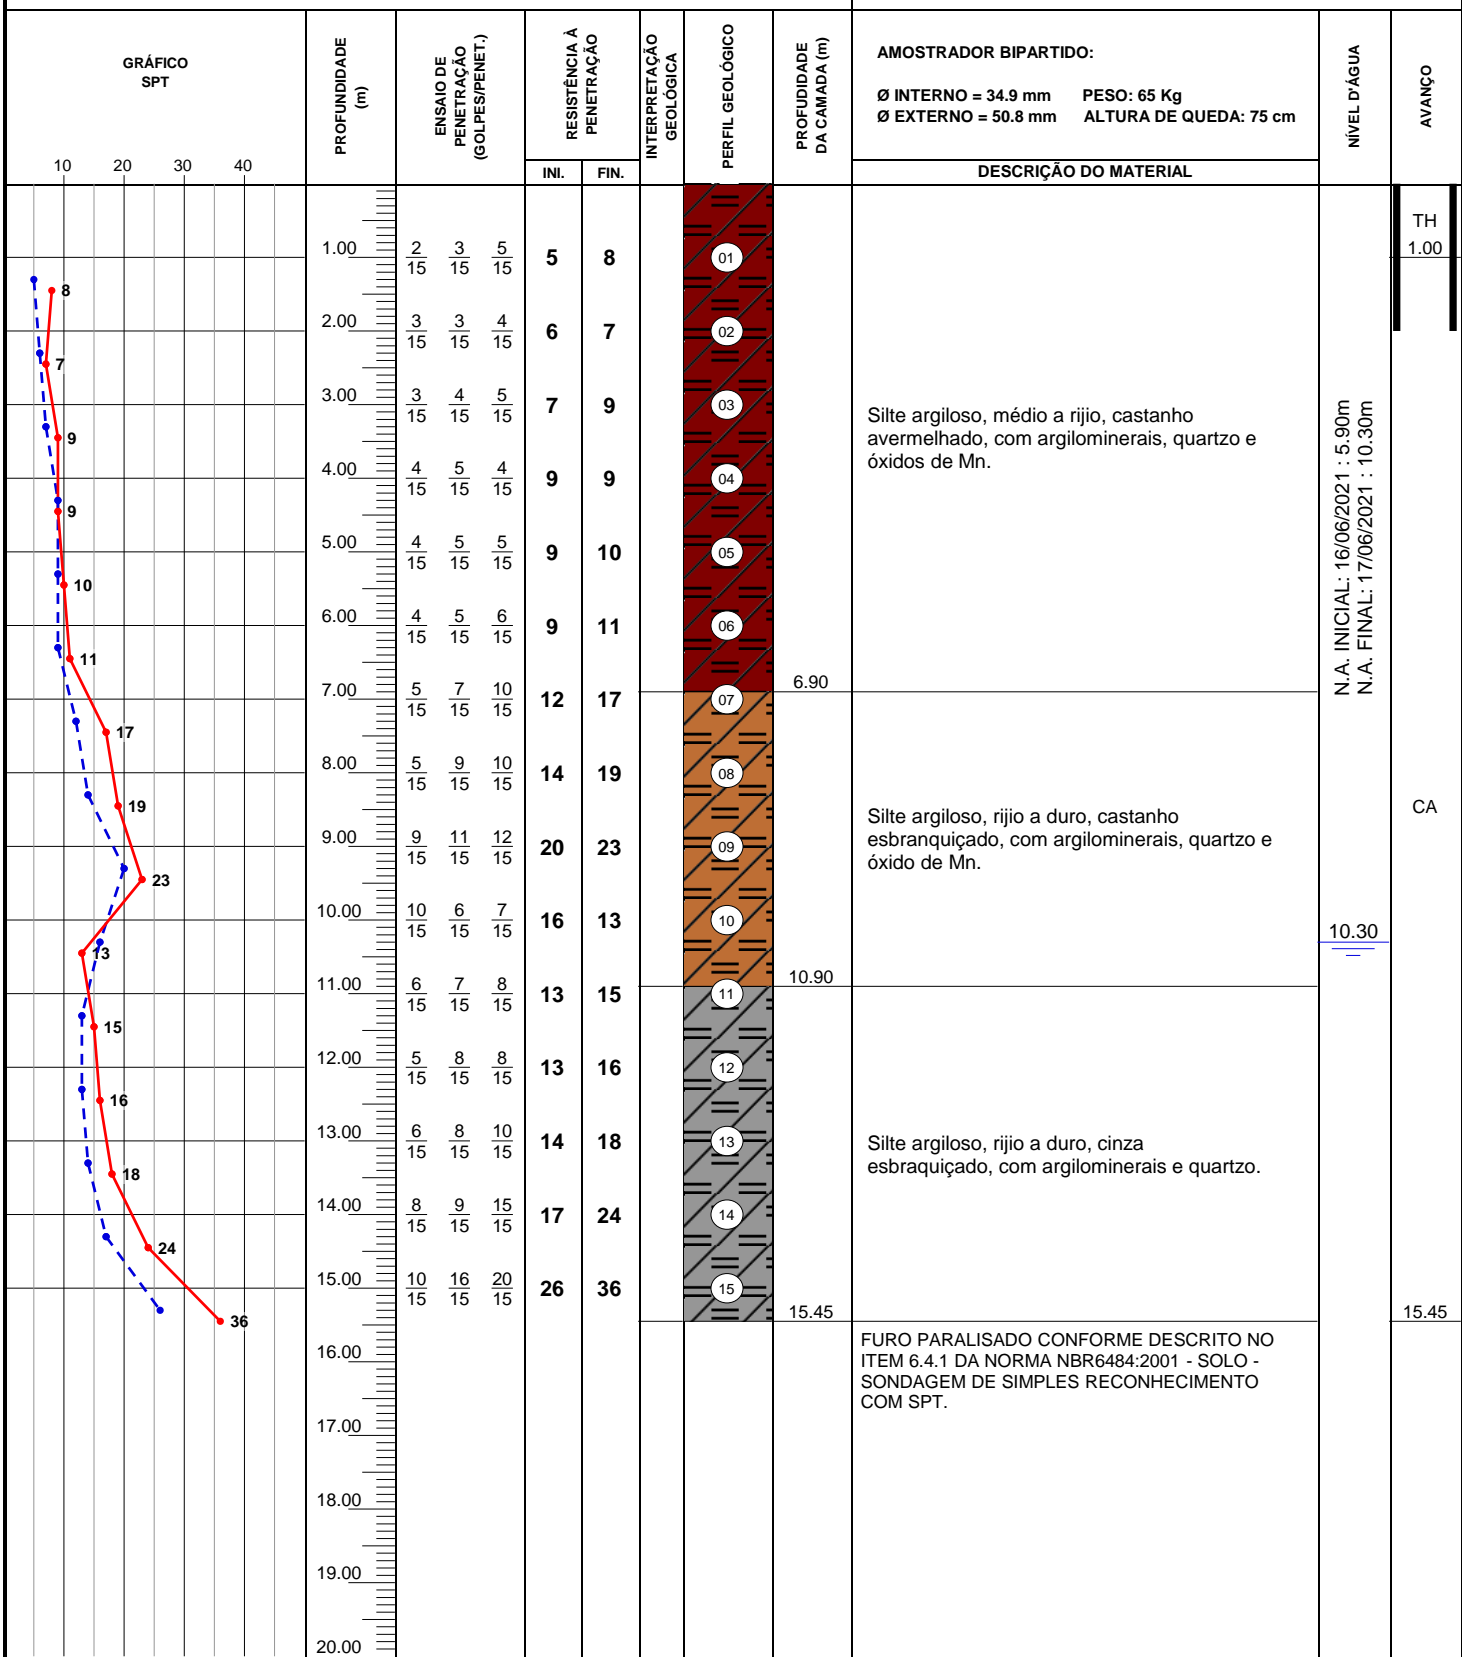 GRÁFICO
SPT
10 20 30 40
PROFUNDIDADE
(m)
ENSAIO DE
PENETRAÇÃO
(GOLPES/PENET.)
RESISTÊNCIA À
PENETRAÇÃO
INI. FIN.
INTERPRETAÇÃO
GEOLÓGICA
PERFIL GEOLÓGICO
PROFUDIDADE
DA CAMADA (m)
AMOSTRADOR BIPARTIDO:
Ø INTERNO = 34.9 mm PESO: 65 Kg
Ø EXTERNO = 50.8 mm ALTURA DE QUEDA: 75 cm
DESCRIÇÃO DO MATERIAL
NÍVEL D'ÁGUA
AVANÇO
8
7
9
9
10
11
17
19
23
13
15
16
18
24
36
1.00 2/15 3/15 5/15 5 8 01
2.00 3/15 3/15 4/15 6 7 02
3.00 3/15 4/15 5/15 7 9 03
4.00 4/15 5/15 4/15 9 9 04
5.00 4/15 5/15 5/15 9 10 05
6.00 4/15 5/15 6/15 9 11 06
7.00 5/15 7/15 10/15 12 17 07
8.00 5/15 9/15 10/15 14 19 08
9.00 9/15 11/15 12/15 20 23 09
10.00 10/15 6/15 7/15 16 13 10
11.00 6/15 7/15 8/15 13 15 11
12.00 5/15 8/15 8/15 13 16 12
13.00 6/15 8/15 10/15 14 18 13
14.00 8/15 9/15 15/15 17 24 14
15.00 10/15 16/15 20/15 26 36 15
16.00
17.00
18.00
19.00
20.00
6.90
10.90
15.45
Silte argiloso, médio a rijio, castanho
avermelhado, com argilominerais, quartzo e
óxidos de Mn.
Silte argiloso, rijio a duro, castanho
esbranquiçado, com argilominerais, quartzo e
óxido de Mn.
Silte argiloso, rijio a duro, cinza
esbraquiçado, com argilominerais e quartzo.
FURO PARALISADO CONFORME DESCRITO NO
ITEM 6.4.1 DA NORMA NBR6484:2001 - SOLO -
SONDAGEM DE SIMPLES RECONHECIMENTO
COM SPT.
N.A. INICIAL: 16/06/2021 : 5.90m
N.A. FINAL: 17/06/2021 : 10.30m
10.30
TH
1.00
CA
15.45